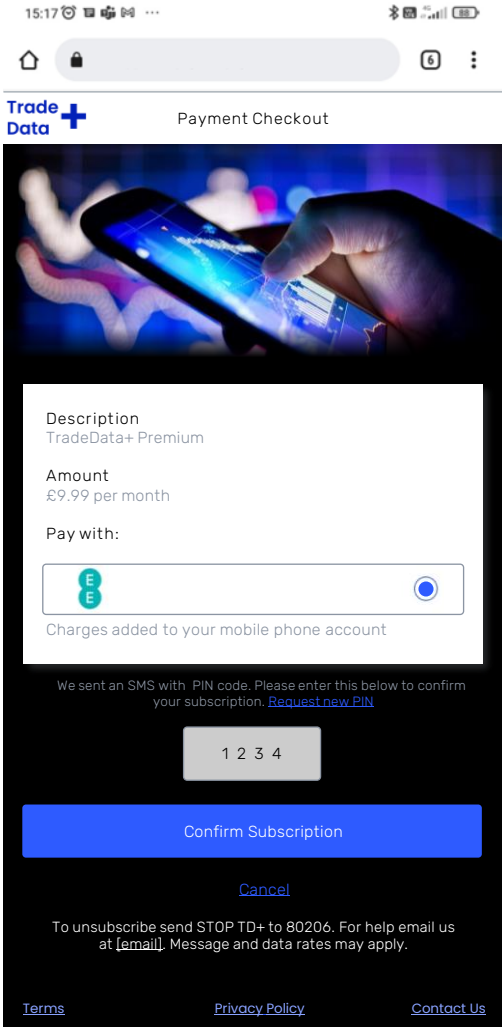 15:17
6
Trade
Data
Payment Checkout
Description
TradeData+ Premium
Amount
£9.99 per month
Pay with:
E
E
Charges added to your mobile phone account
We sent an SMS with PIN code. Please enter this below to confirm
your subscription. Request new PIN
1 2 3 4
Confirm Subscription
Cancel
To unsubscribe send STOP TD+ to 80206. For help email us
at [email]. Message and data rates may apply.
Terms
Privacy Policy
Contact Us